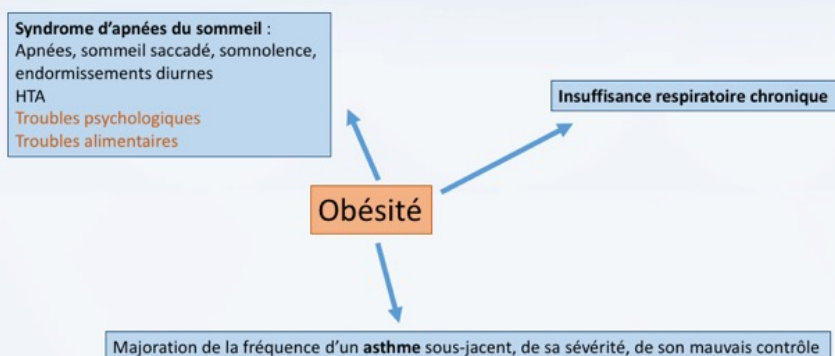 Syndrome d’apnées du sommeil :
Apnées, sommeil saccadé, somnolence,
endormissements diurnes
HTA
Troubles psychologiques
Troubles alimentaires
Insuffisance respiratoire chronique
Obésité
Majoration de la fréquence d’un asthme sous-jacent, de sa sévérité, de son mauvais contrôle